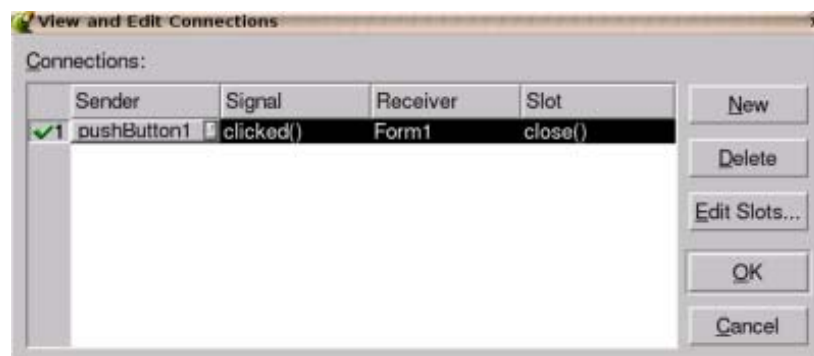 View and Edit Connections
Connections:
Sender Signal Receiver Slot
1 pushButton1 clicked() Form1 close()
New
Delete
Edit Slots...
OK
Cancel